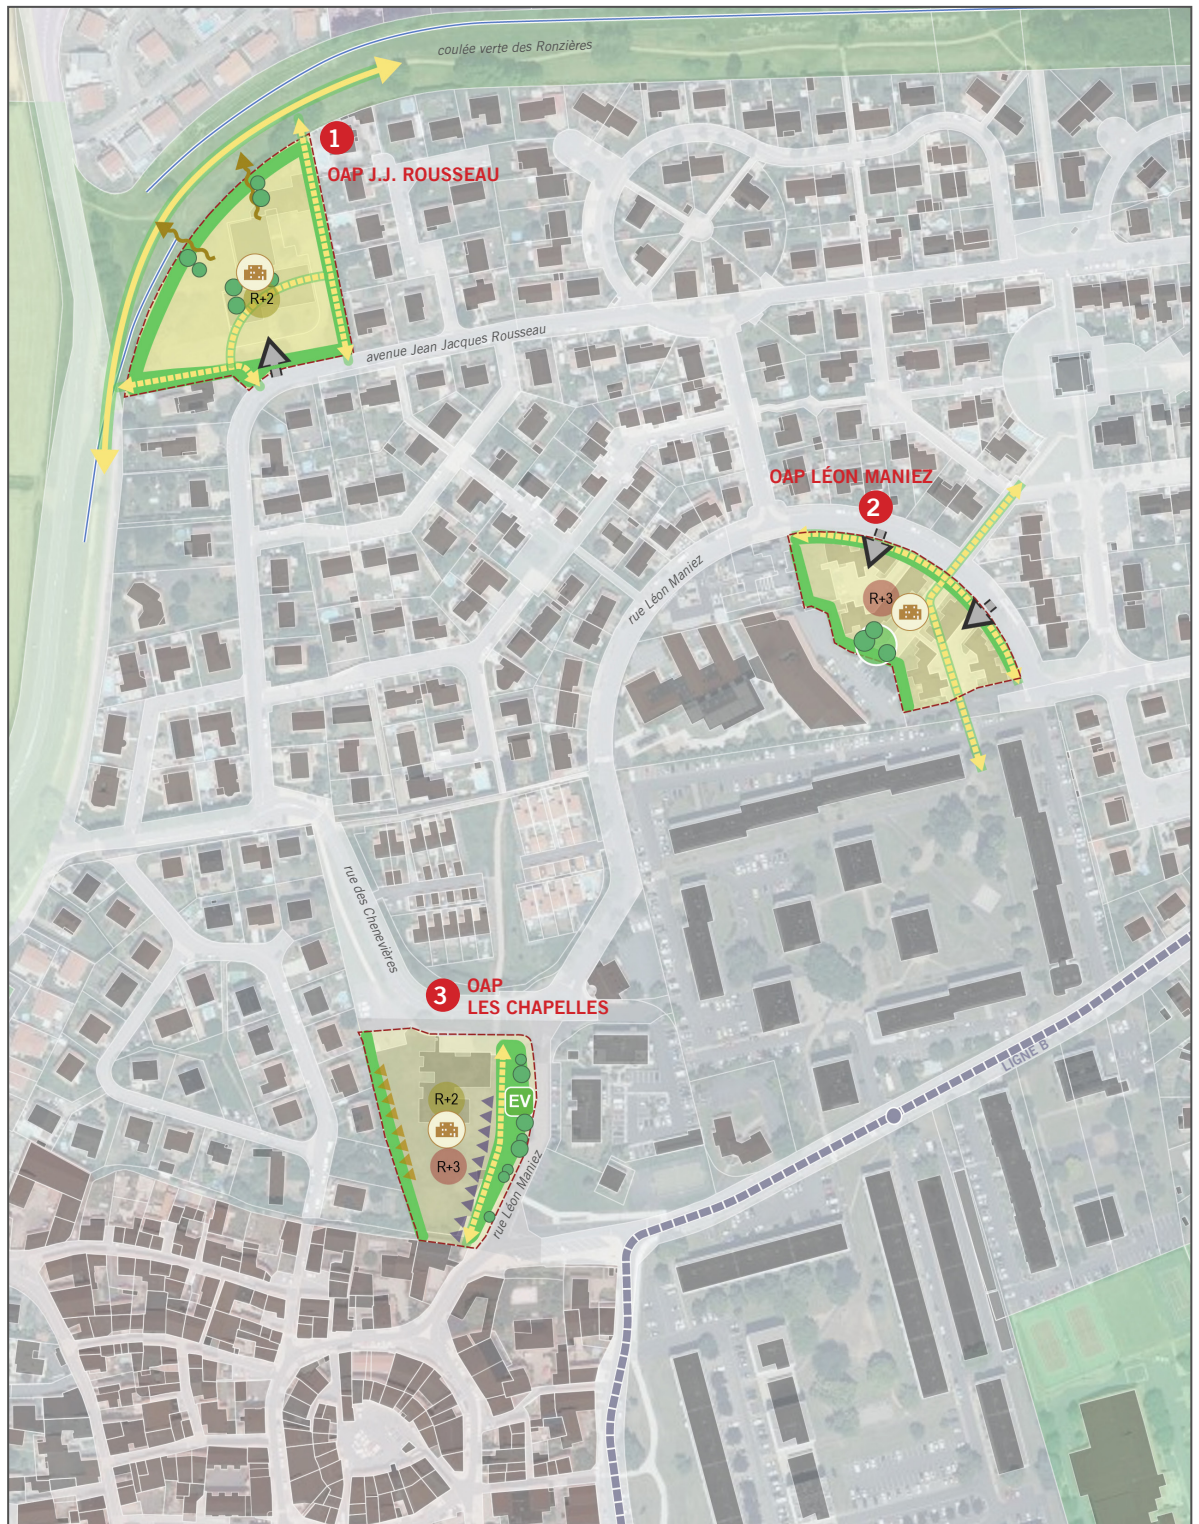 coulée verte des Ronzières
1
OAP J.J. ROUSSEAU
R+2
avenue Jean Jacques Rousseau
OAP LÉON MANIEZ
2
R+3
rue Léon Maniez
rue des Chenevières
3
OAP
LES CHAPELLES
LIGNE B
R+2
EV
R+3
rue Léon Maniez